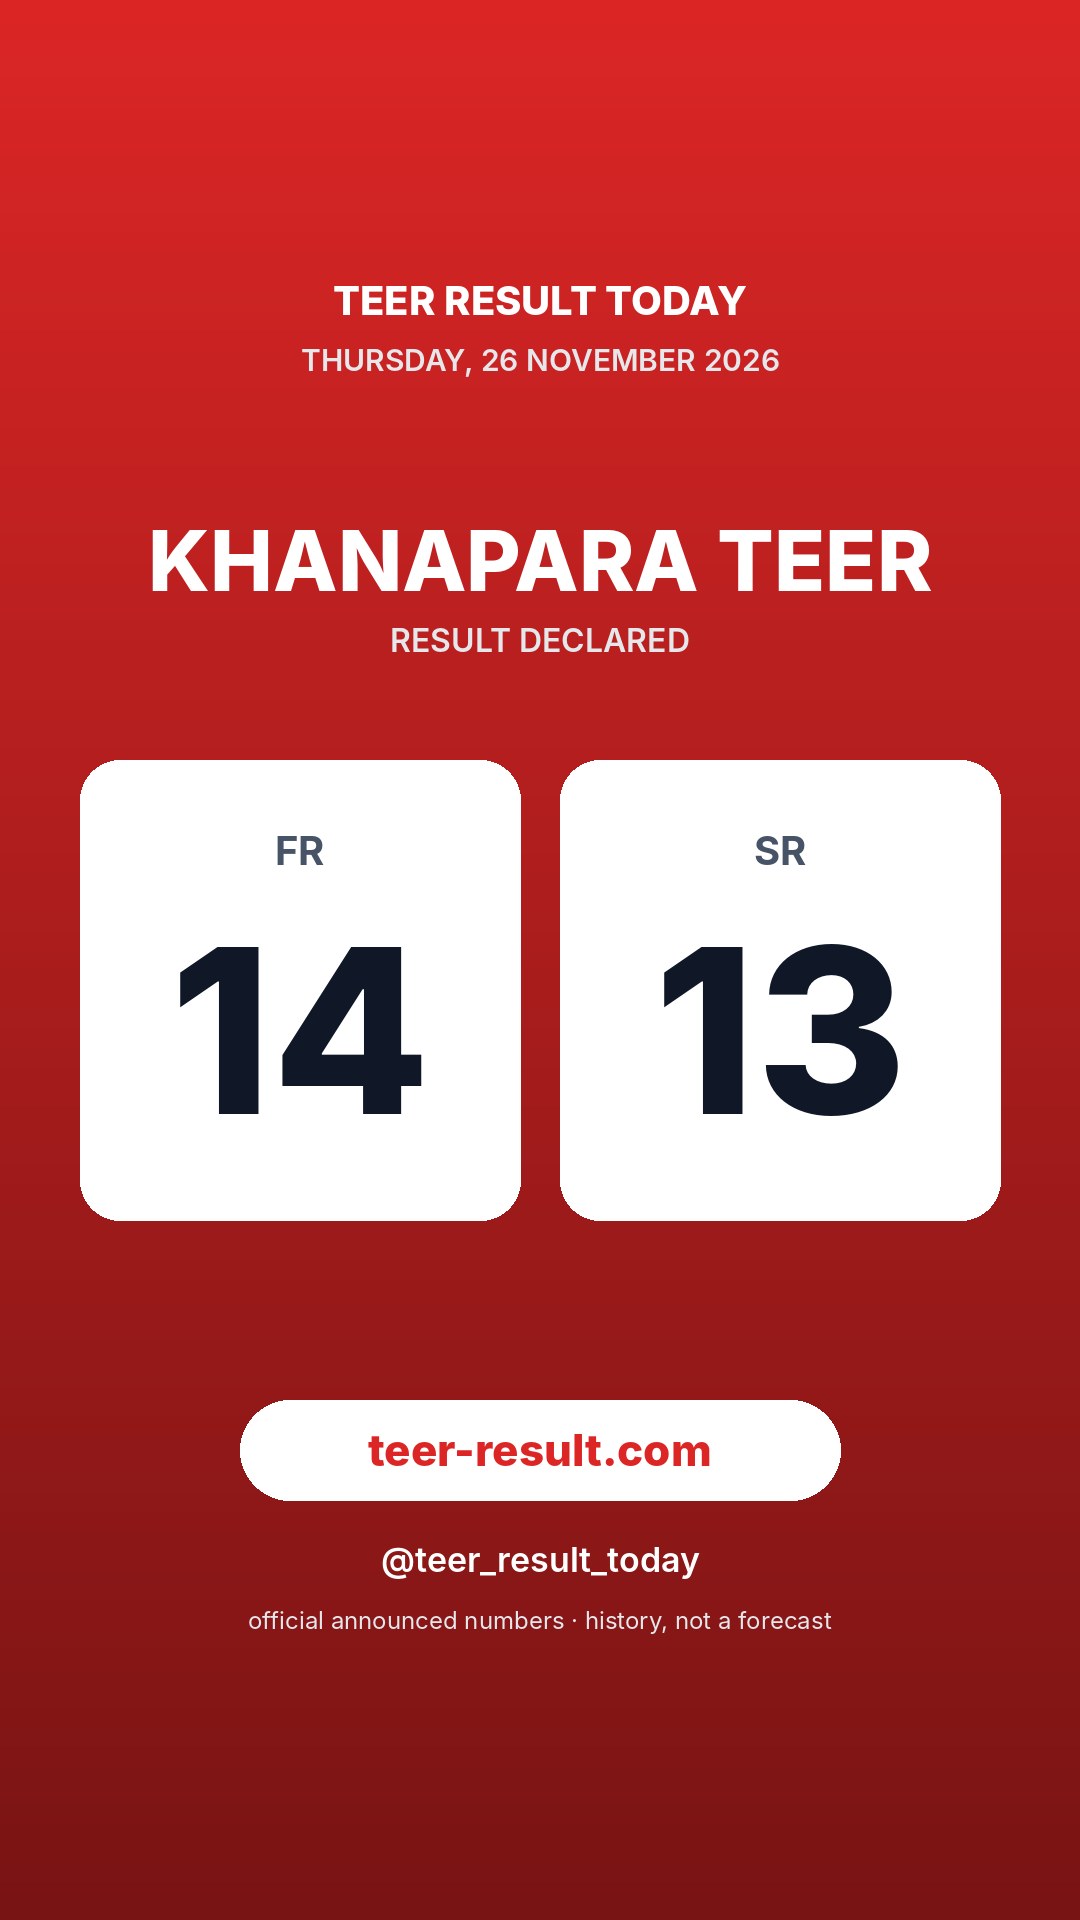 TEER RESULT TODAY
THURSDAY, 26 NOVEMBER 2026
KHANAPARA TEER
RESULT DECLARED
FR
14
SR
13
teer-result.com
@teer_result_today
official announced numbers · history, not a forecast